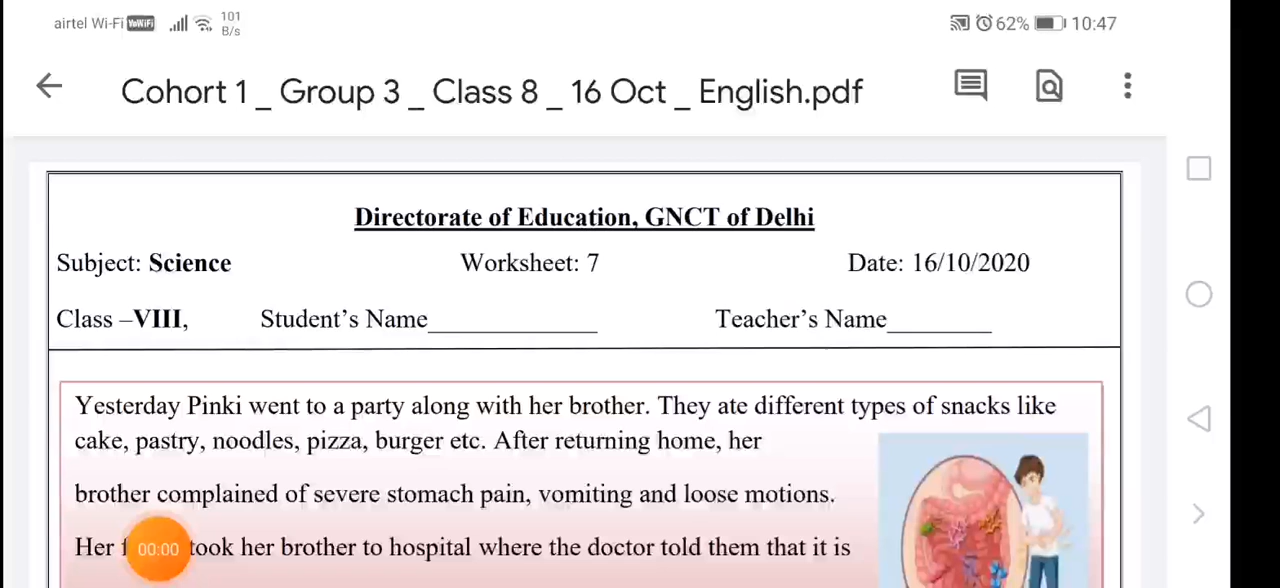 airtel Wi-Fi VoWiFi 101 B/s 62% 10:47
Cohort 1 _ Group 3 _ Class 8 _ 16 Oct _ English.pdf
Directorate of Education, GNCT of Delhi
Subject: Science Worksheet: 7 Date: 16/10/2020
Class –VIII, Student’s Name__________ Teacher’s Name________
Yesterday Pinki went to a party along with her brother. They ate different types of snacks like
cake, pastry, noodles, pizza, burger etc. After returning home, her
brother complained of severe stomach pain, vomiting and loose motions.
Her 00:00 took her brother to hospital where the doctor told them that it is